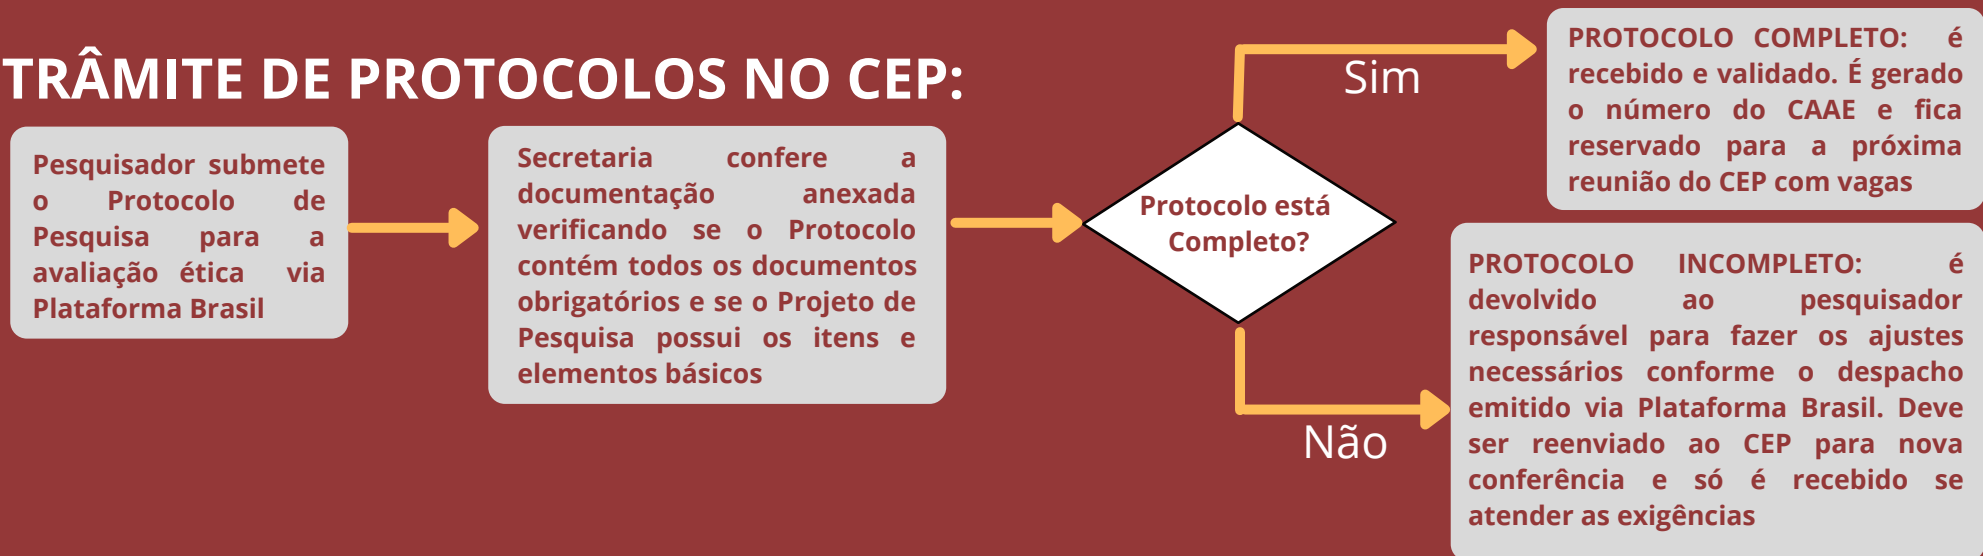 TRÂMITE DE PROTOCOLOS NO CEP:
Pesquisador submete
o Protocolo de
Pesquisa para a
avaliação ética via
Plataforma Brasil
Secretaria confere a
documentação anexada
verificando se o Protocolo
contém todos os documentos
obrigatórios e se o Projeto de
Pesquisa possui os itens e
elementos básicos
Protocolo está
Completo?
Sim
PROTOCOLO COMPLETO: é
recebido e validado. É gerado
o número do CAAE e fica
reservado para a próxima
reunião do CEP com vagas
Não
PROTOCOLO INCOMPLETO: é
devolvido ao pesquisador
responsável para fazer os ajustes
necessários conforme o despacho
emitido via Plataforma Brasil. Deve
ser reenviado ao CEP para nova
conferência e só é recebido se
atender as exigências